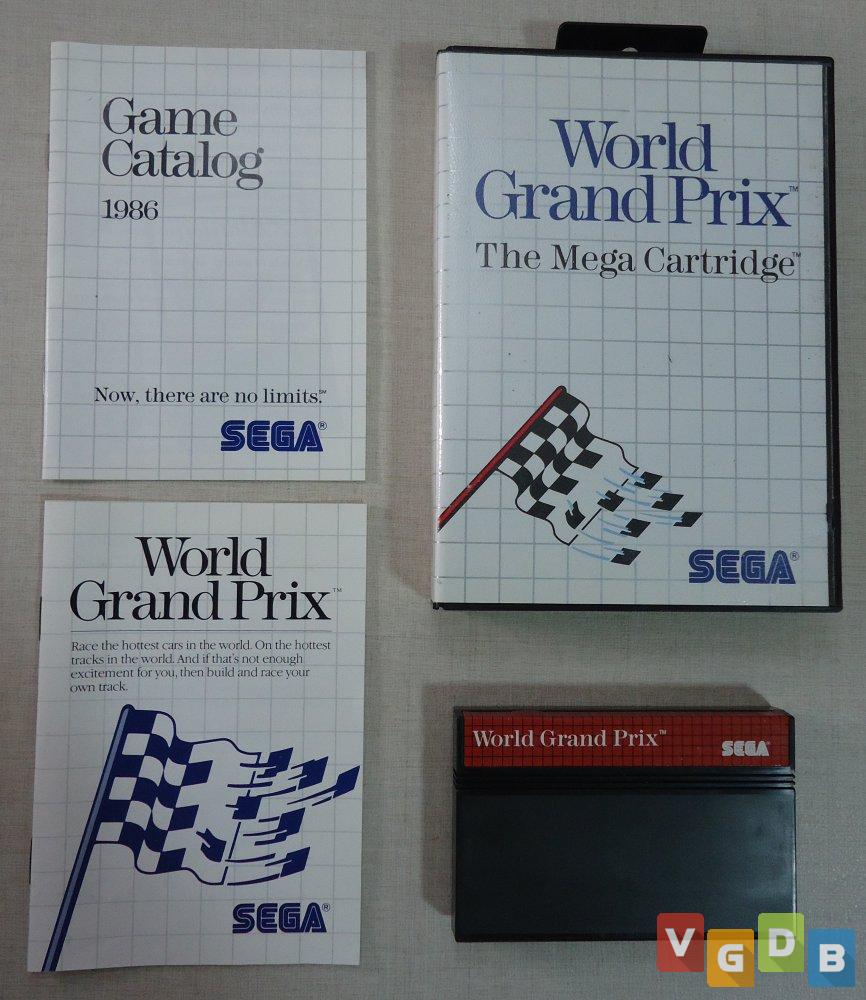 Game
Catalog
1986
Now, there are no limits.℠
SEGA®
World
Grand Prix™
The Mega Cartridge™
SEGA®
World
Grand Prix™
Race the hottest cars in the world. On the hottest
tracks in the world. And if that's not enough
excitement for you, then build and race your
own track.
SEGA®
World Grand Prix™
SEGA®
VGDB